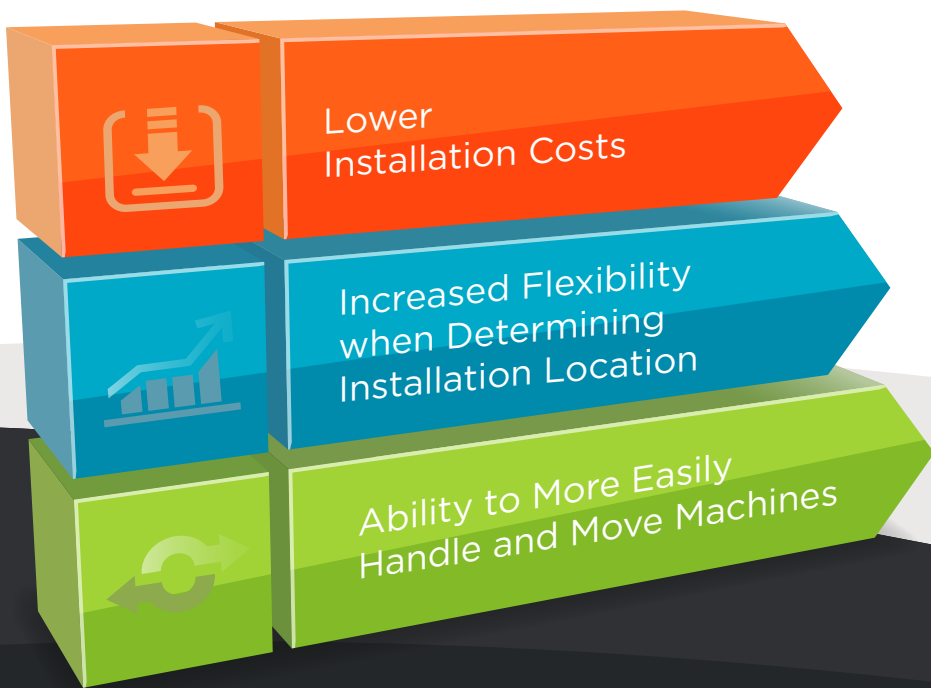 Lower
Installation Costs
Increased Flexibility
when Determining
Installation Location
Ability to More Easily
Handle and Move Machines